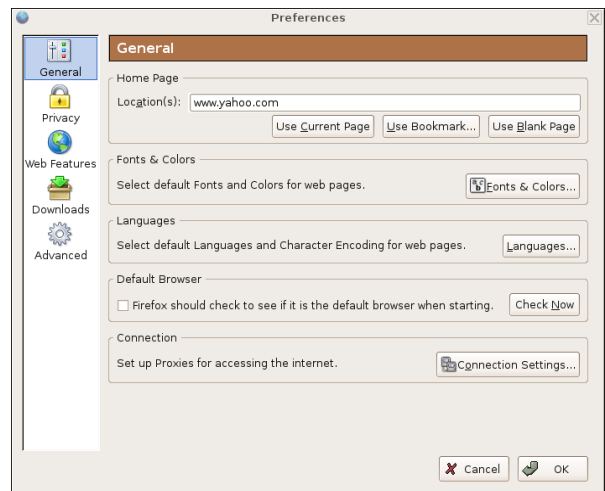 Preferences
General
Privacy
Web Features
Downloads
Advanced
General
Home Page
Location(s): www.yahoo.com
Use Current Page Use Bookmark... Use Blank Page
Fonts & Colors
Select default Fonts and Colors for web pages. Fonts & Colors...
Languages
Select default Languages and Character Encoding for web pages. Languages...
Default Browser
Firefox should check to see if it is the default browser when starting. Check Now
Connection
Set up Proxies for accessing the internet. Connection Settings...
Cancel OK